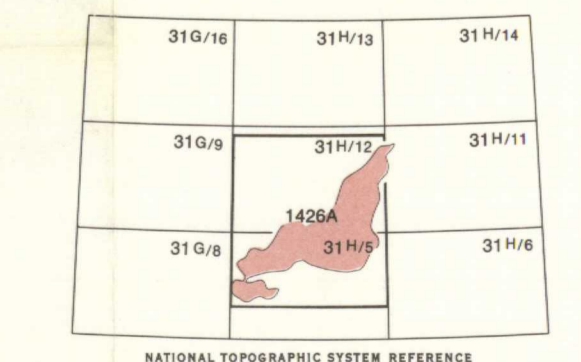 31G/16 31H/13 31H/14
31G/9 31H/12 31H/11
1426A
31G/8 31H/5 31H/6
NATIONAL TOPOGRAPHIC SYSTEM REFERENCE